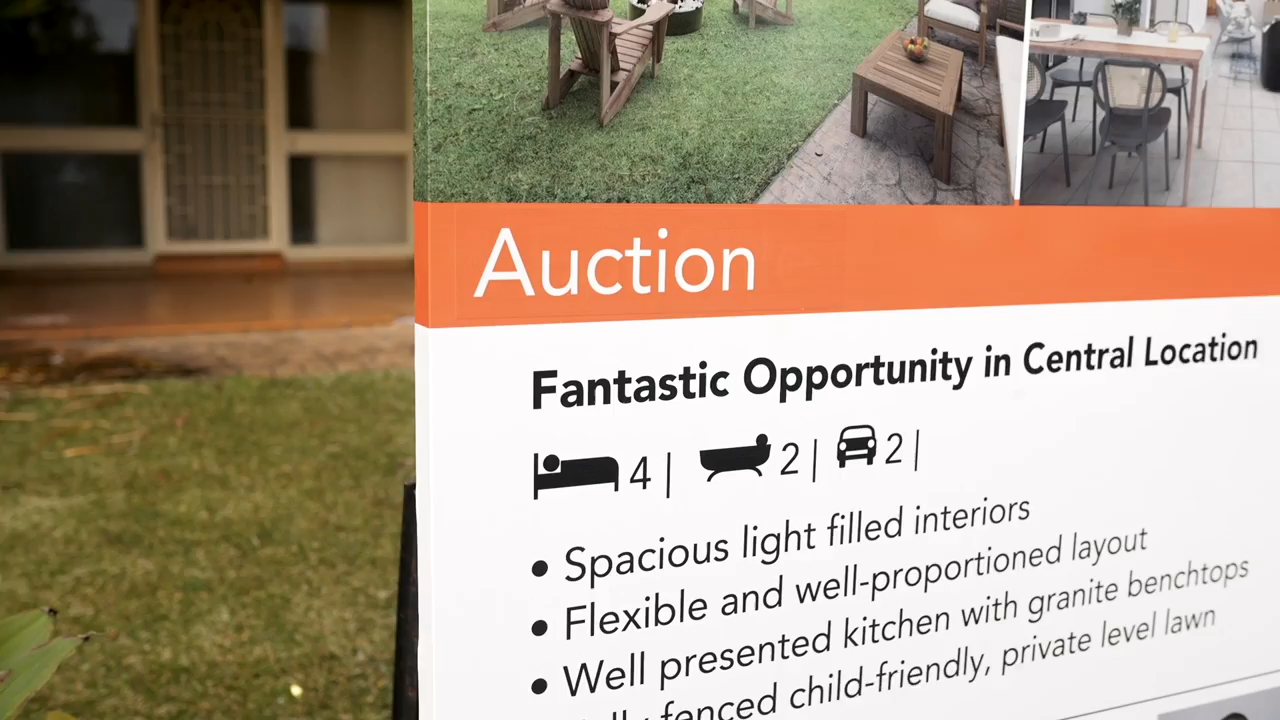 Auction
Fantastic Opportunity in Central Location
4 | 2 | 2 |
• Spacious light filled interiors
• Flexible and well-proportioned layout
• Well presented kitchen with granite benchtops
fenced child-friendly, private level lawn